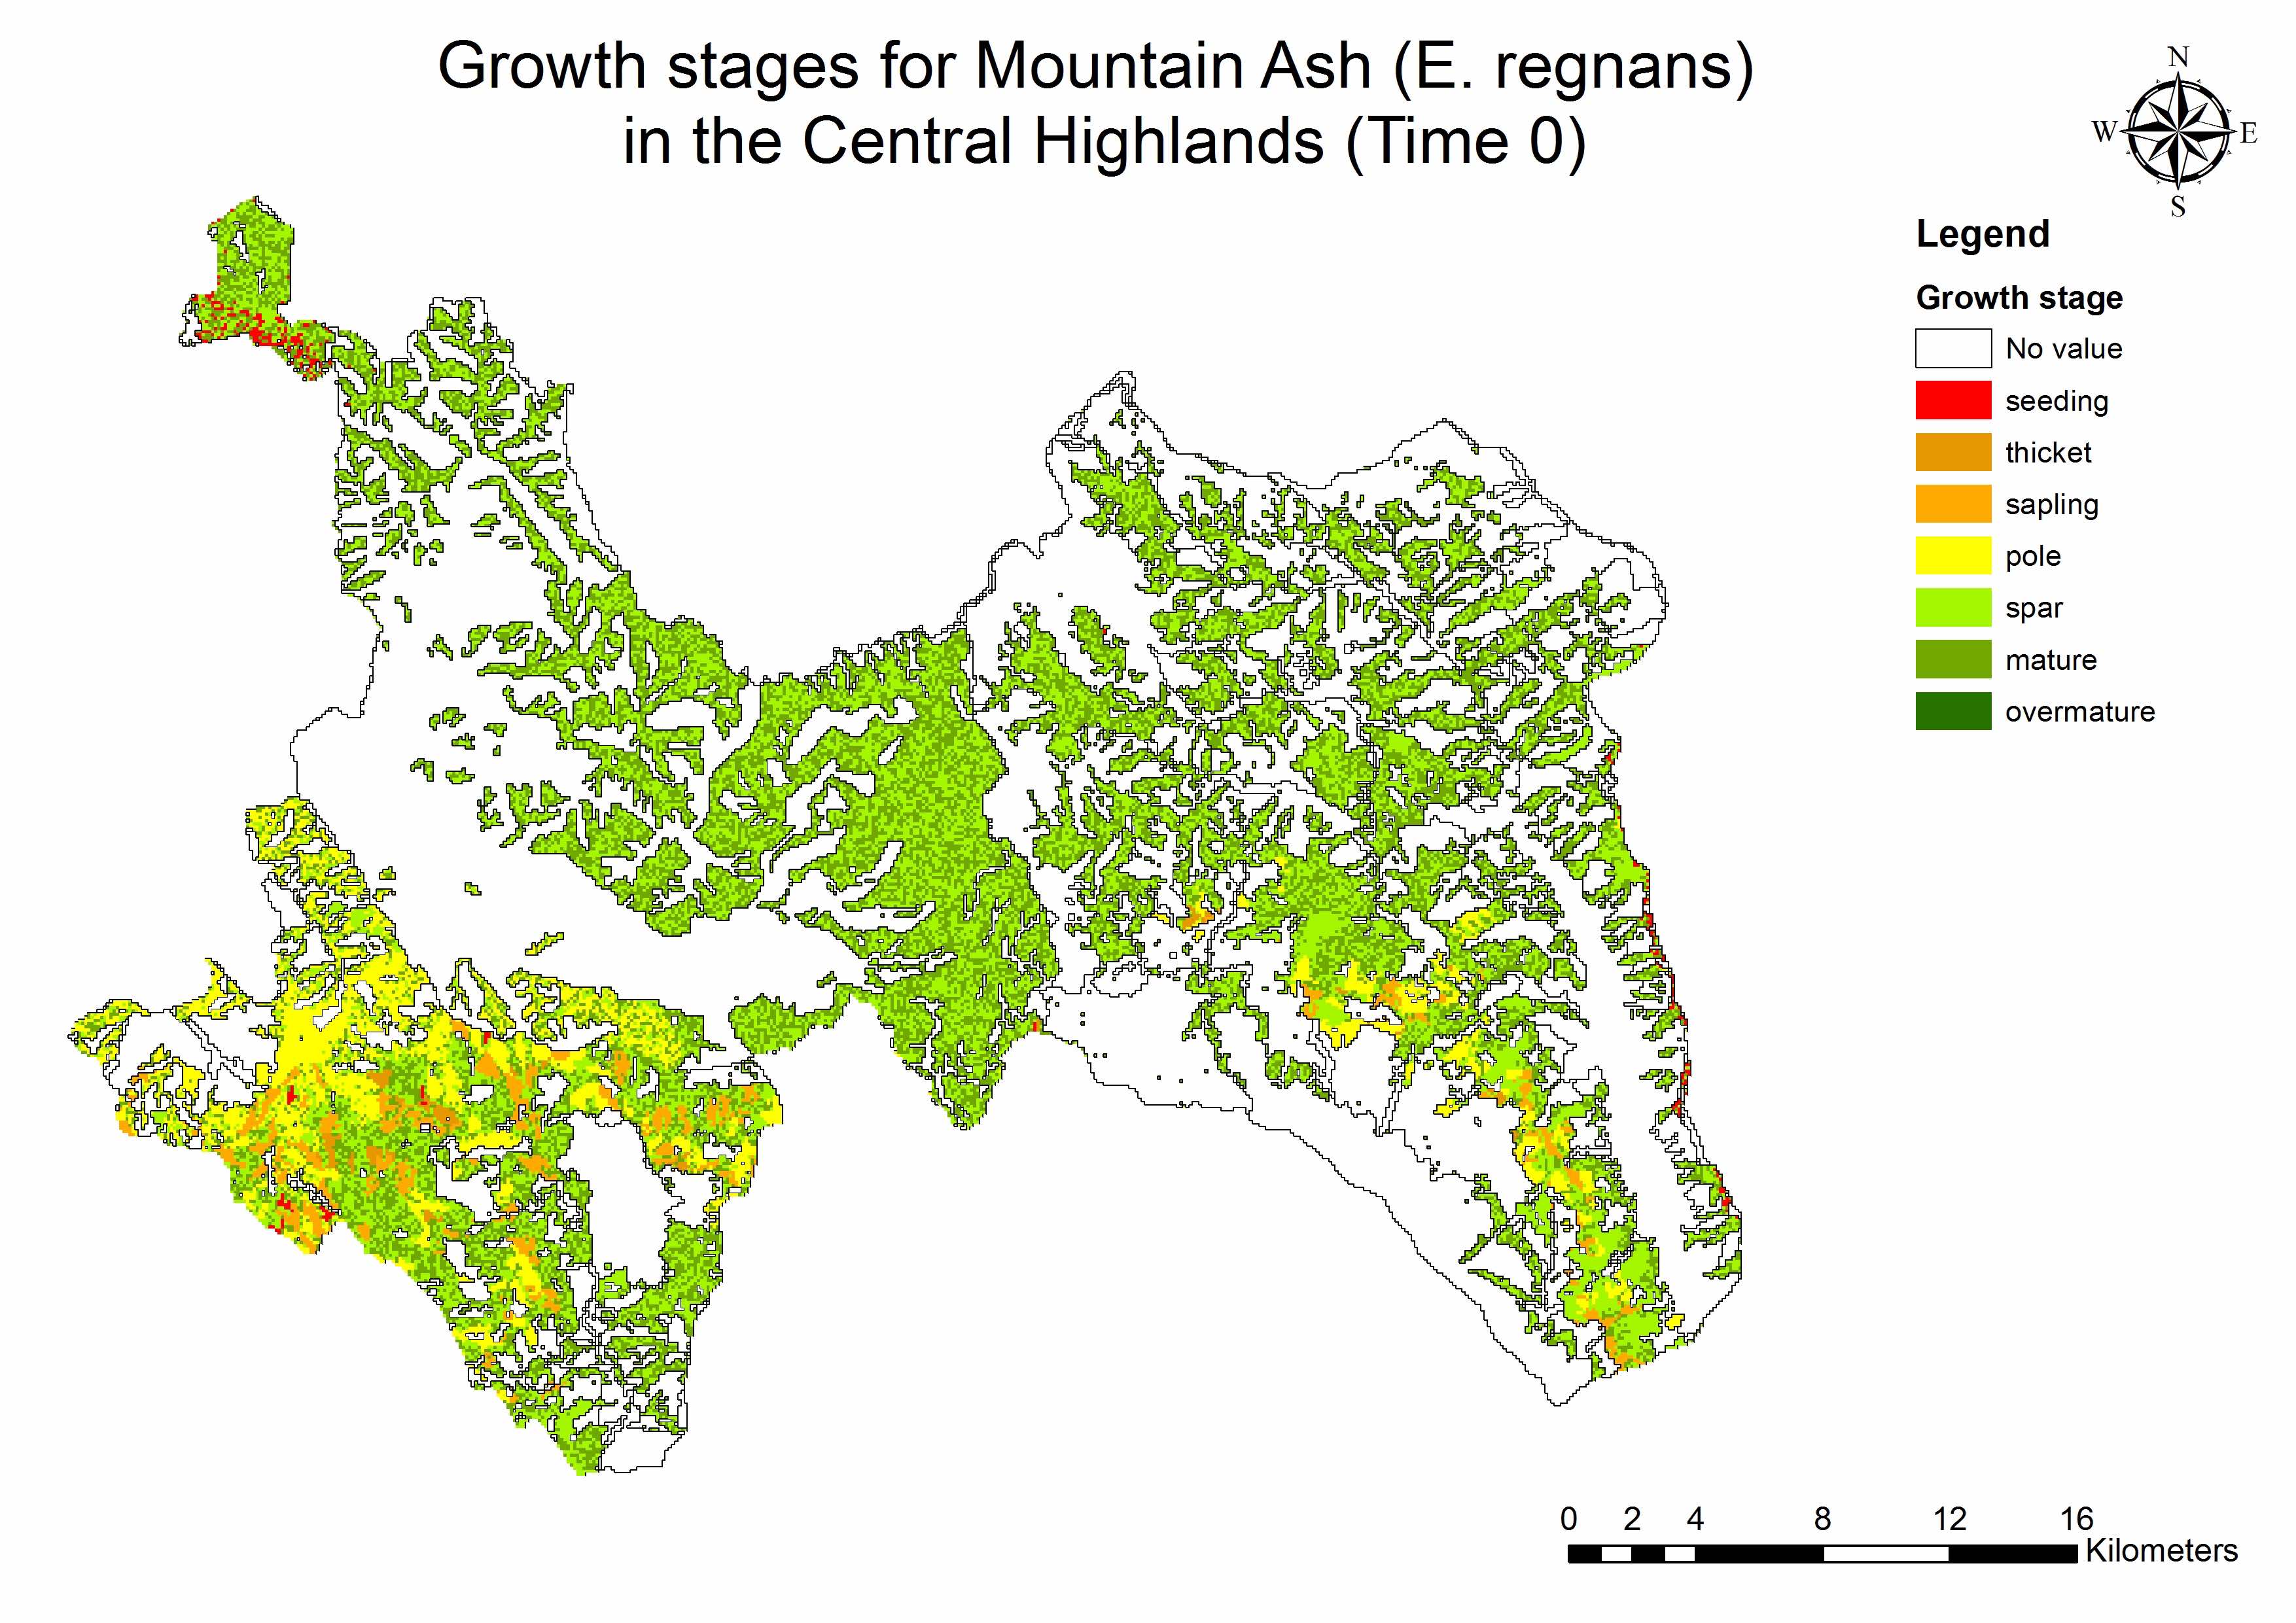 Growth stages for Mountain Ash (E. regnans)
in the Central Highlands (Time 0)
N
W
E
S
Legend
Growth stage
No value
seeding
thicket
sapling
pole
spar
mature
overmature
0 2 4 8 12 16
Kilometers